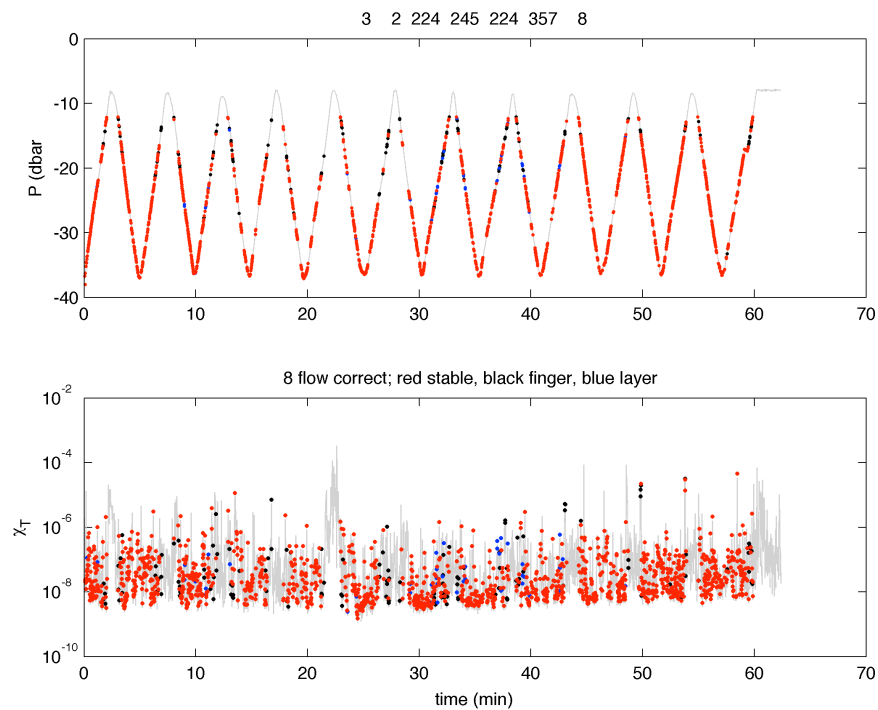 3 2 224 245 224 357 8
0
-10
-20
-30
-40
P (dbar
0 10 20 30 40 50 60 70
8 flow correct; red stable, black finger, blue layer
10-2
10-4
10-6
10-8
10-10
χT
0 10 20 30 40 50 60 70
time (min)